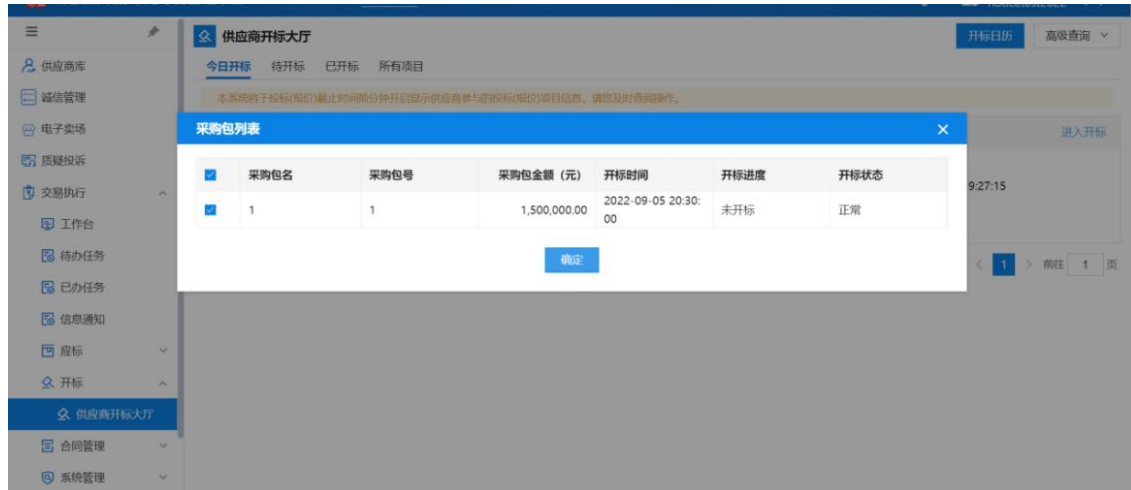 供应商开标大厅
开标日历
高级查询
供应商库
今日开标 待开标 已开标 所有项目
诚信管理
本系统将于投标(报价)截止时间前分钟开启显示供应商参与的投标(报价)项目信息，请您及时查阅操作。
电子卖场
采购包列表
进入开标
质疑投诉
采购包名 采购包号 采购包金额（元） 开标时间 开标进度 开标状态
交易执行
9:27:15
1 1 1,500,000.00 2022-09-05 20:30:
00 未开标 正常
工作台
待办任务
确定
1 前往 1 页
已办任务
信息通知
应标
开标
供应商开标大厅
合同管理
系统管理